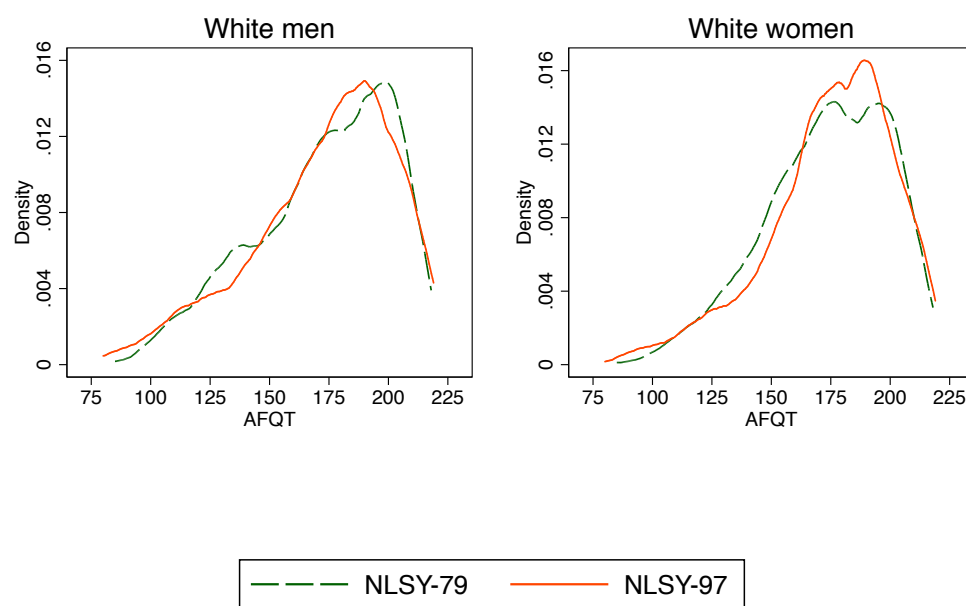 White men
.016
.012
.008
.004
0
Density
75 100 125 150 175 200 225
AFQT
White women
.016
.012
.008
.004
0
Density
75 100 125 150 175 200 225
AFQT
NLSY-79 NLSY-97